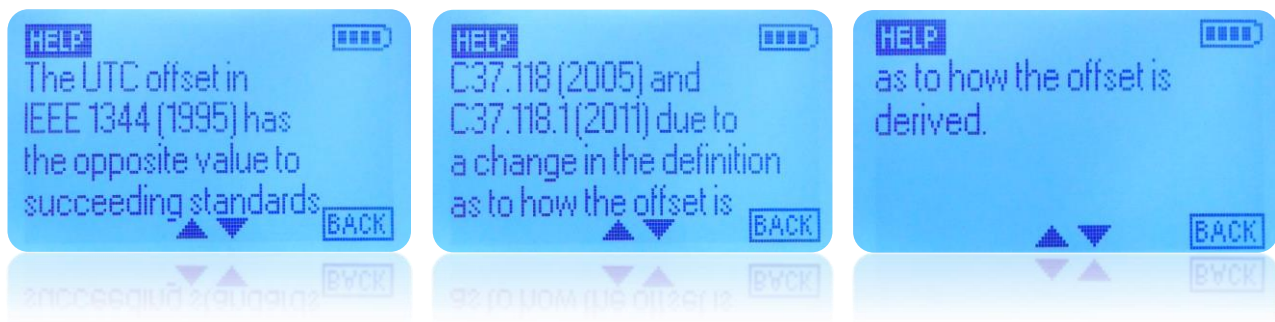 HELP
The UTC offset in
IEEE 1344 (1995) has
the opposite value to
succeeding standards
BACK
HELP
C37.118 (2005) and
C37.118.1(2011) due to
a change in the definition
as to how the offset is
BACK
HELP
as to how the offset is
derived.
BACK